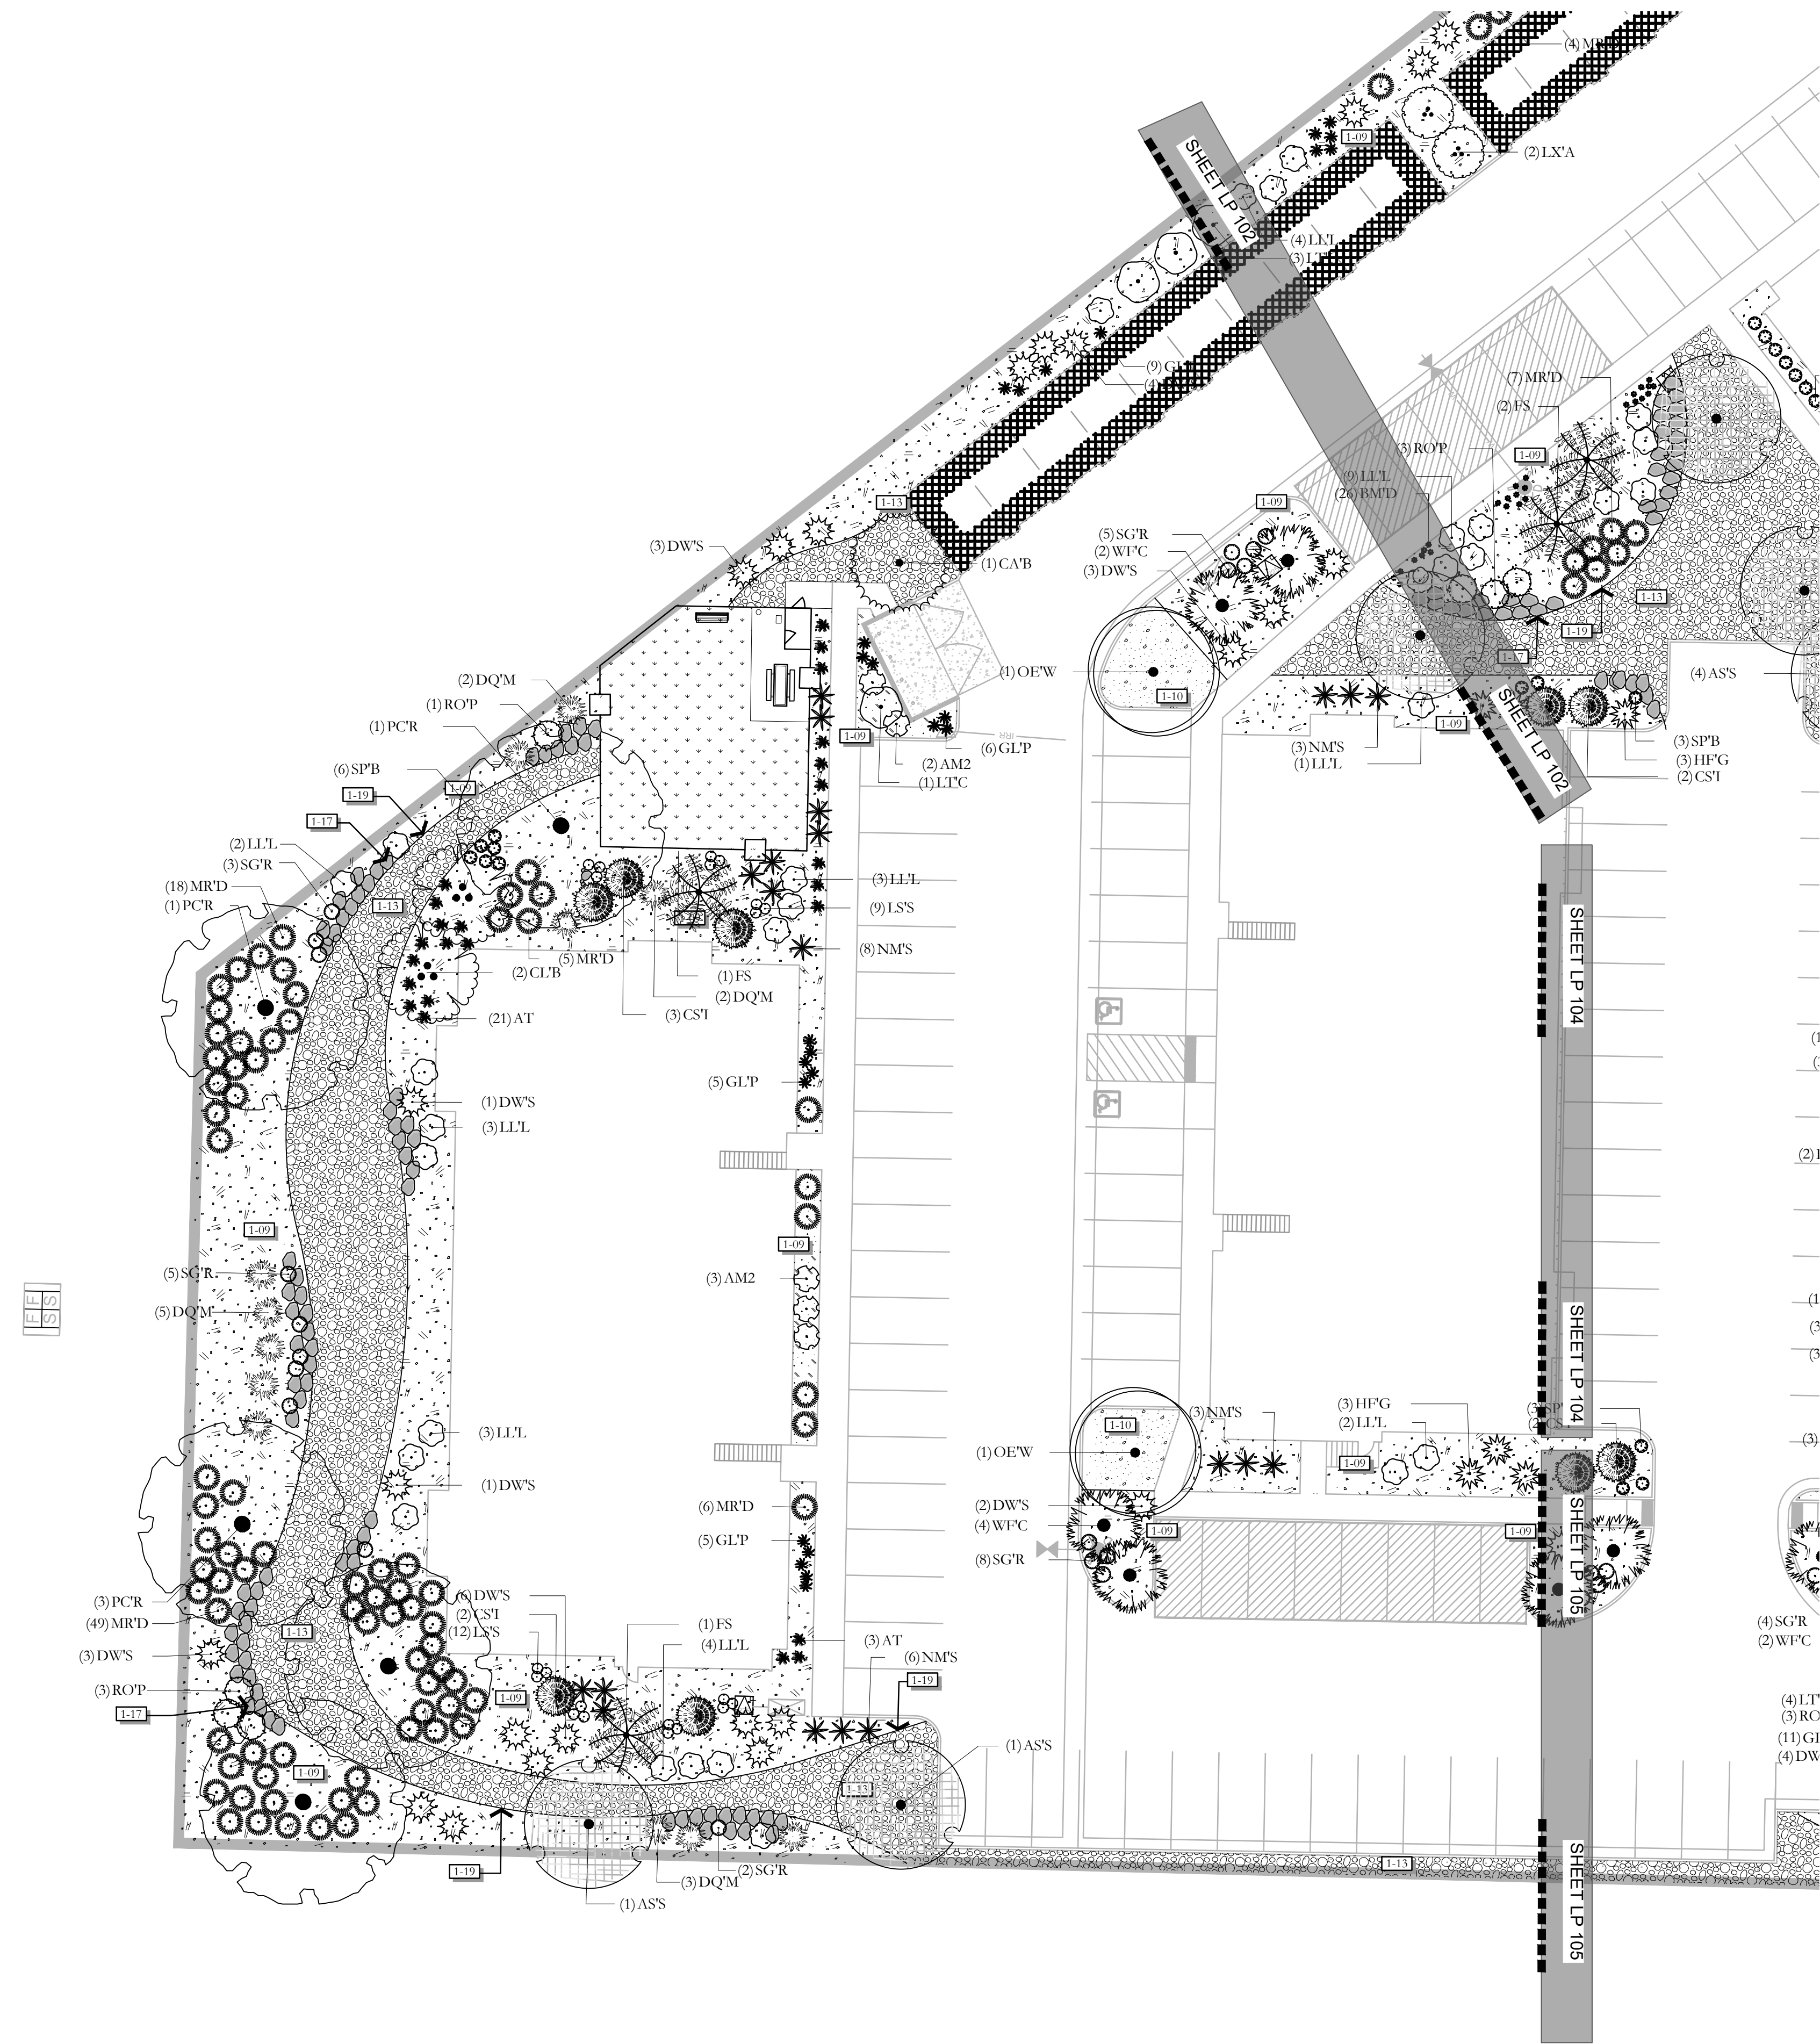 1-09
(2) LX'A
SHEET LP 102
(4) LL'L
(7) MR'D
(2) FS
(3) RO'P
1-09
(9) LL'L
(26) BM'D
1-13
1-09
(3) DW'S
(5) SG'R
(2) WF'C
(3) DW'S
(1) CA'B
1-13
1-19
1-17
(1) OE'W
(4) AS'S
(2) DQ'M
(1) RO'P
(1) PC'R
1-10
SHEET LP 102
1-09
1-09
IRR
(6) GL'P
(3) NM'S
(1) LL'L
(3) SP'B
(3) HF'G
(2) CS'I
(2) AM2
(1) LT'C
(6) SP'B
1-09
1-19
1-17
(2) LL'L
(3) SG'R
(18) MR'D
(1) PC'R
1-13
(3) LL'L
(9) LS'S
(8) NM'S
SHEET LP 104
(5) MR'D
(2) CL'B
(1) FS
(2) DQ'M
(3) CS'I
(21) AT
(5) GL'P
(1) DW'S
(3) LL'L
1-09
1-09
(5) SG'R
(3) AM2
(5) DQ'M
F F
S S
SHEET LP 104
(3) HF'G
(2) LL'L
(3) NM'S
1-10
(3) LL'L
(1) OE'W
1-09
(1) DW'S
(6) MR'D
(2) DW'S
(4) WF'C
1-09
1-09
(5) GL'P
(8) SG'R
SHEET LP 105
(6) DW'S
(2) CS'I
(12) LS'S
(3) PC'R
(49) MR'D
1-13
(1) FS
(4) LL'L
(3) AT
(6) NM'S
(4) SG'R
(2) WF'C
(3) DW'S
1-19
(3) RO'P
1-09
1-17
(1) AS'S
1-09
1-13
1-13
1-19
(2) SG'R
(3) DQ'M
(1) AS'S
SHEET LP 105